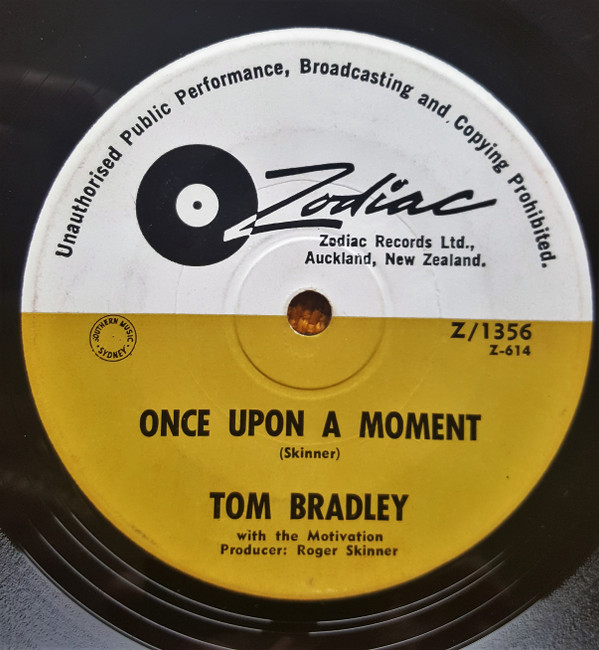 Unauthorised Public Performance, Broadcasting and Copying Prohibited.
Zodiac
Zodiac Records Ltd.,
Auckland, New Zealand.
SOUTHERN MUSIC
SYDNEY
Z/1356
Z-614
ONCE UPON A MOMENT
(Skinner)
TOM BRADLEY
with the Motivation
Producer: Roger Skinner